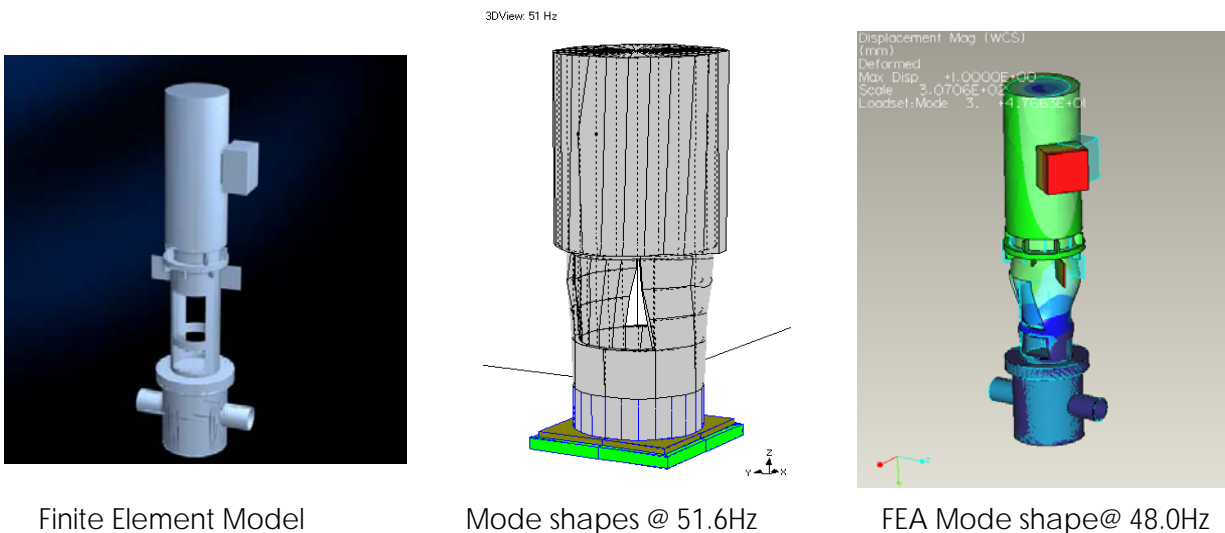 3DView: 51 Hz
Displacement Mag (WCS)
(mm)
Deformed
Max Disp +1.0000E+00
Scale 3.0706E+02
Loadset:Mode 3. +4.7663E+01
Z
Y X
Finite Element Model
Mode shapes @ 51.6Hz
FEA Mode shape@ 48.0Hz